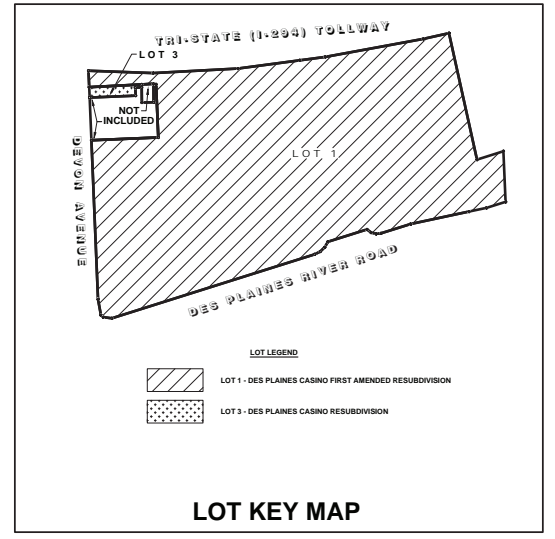 TRI-STATE (I-294) TOLLWAY
LOT 3
NOT
INCLUDED
DEVON AVENUE
LOT 1
DES PLAINES RIVER ROAD
LOT LEGEND
LOT 1 - DES PLAINES CASINO FIRST AMENDED RESUBDIVISION
LOT 3 - DES PLAINES CASINO RESUBDIVISION
LOT KEY MAP